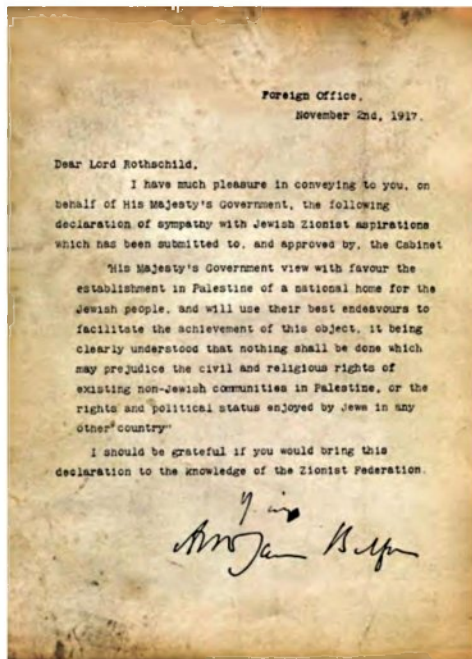 Foreign Office,
November 2nd, 1917.
Dear Lord Rothschild,
I have much pleasure in conveying to you, on
behalf of His Majesty's Government, the following
declaration of sympathy with Jewish Zionist aspirations
which has been submitted to, and approved by, the Cabinet
"His Majesty's Government view with favour the
establishment in Palestine of a national home for the
Jewish people, and will use their best endeavours to
facilitate the achievement of this object, it being
clearly understood that nothing shall be done which
may prejudice the civil and religious rights of
existing non-Jewish communities in Palestine, or the
rights and political status enjoyed by Jews in any
other country"
I should be grateful if you would bring this
declaration to the knowledge of the Zionist Federation.